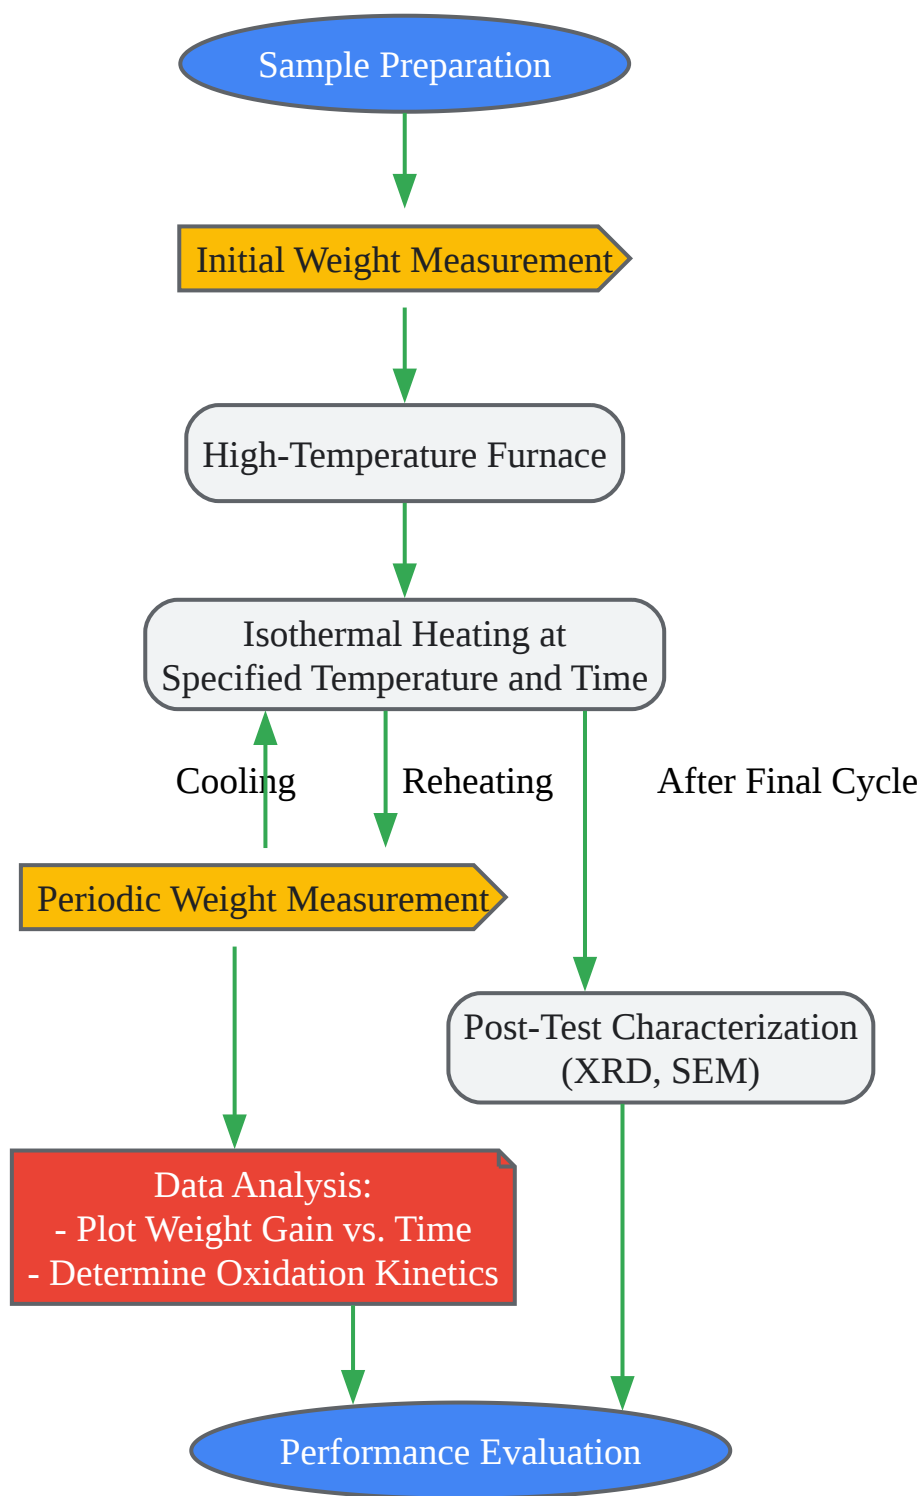 Sample Preparation
Initial Weight Measurement
High-Temperature Furnace
Isothermal Heating at
Specified Temperature and Time
Cooling
Reheating
After Final Cycle
Periodic Weight Measurement
Post-Test Characterization
(XRD, SEM)
Data Analysis:
- Plot Weight Gain vs. Time
- Determine Oxidation Kinetics
Performance Evaluation